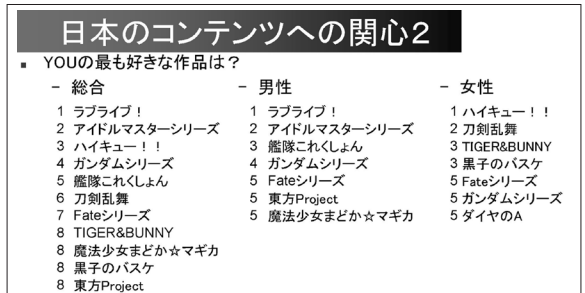 日本のコンテンツへの関心2
▪ YOUの最も好きな作品は？
– 総合
1 ラブライブ！
2 アイドルマスターシリーズ
3 ハイキュー！！
4 ガンダムシリーズ
5 艦隊これくしょん
6 刀剣乱舞
7 Fateシリーズ
8 TIGER&BUNNY
8 魔法少女まどか☆マギカ
8 黒子のバスケ
8 東方Project
– 男性
1 ラブライブ！
2 アイドルマスターシリーズ
3 艦隊これくしょん
4 ガンダムシリーズ
5 Fateシリーズ
5 東方Project
5 魔法少女まどか☆マギカ
– 女性
1 ハイキュー！！
2 刀剣乱舞
3 TIGER&BUNNY
3 黒子のバスケ
5 Fateシリーズ
5 ガンダムシリーズ
5 ダイヤのA